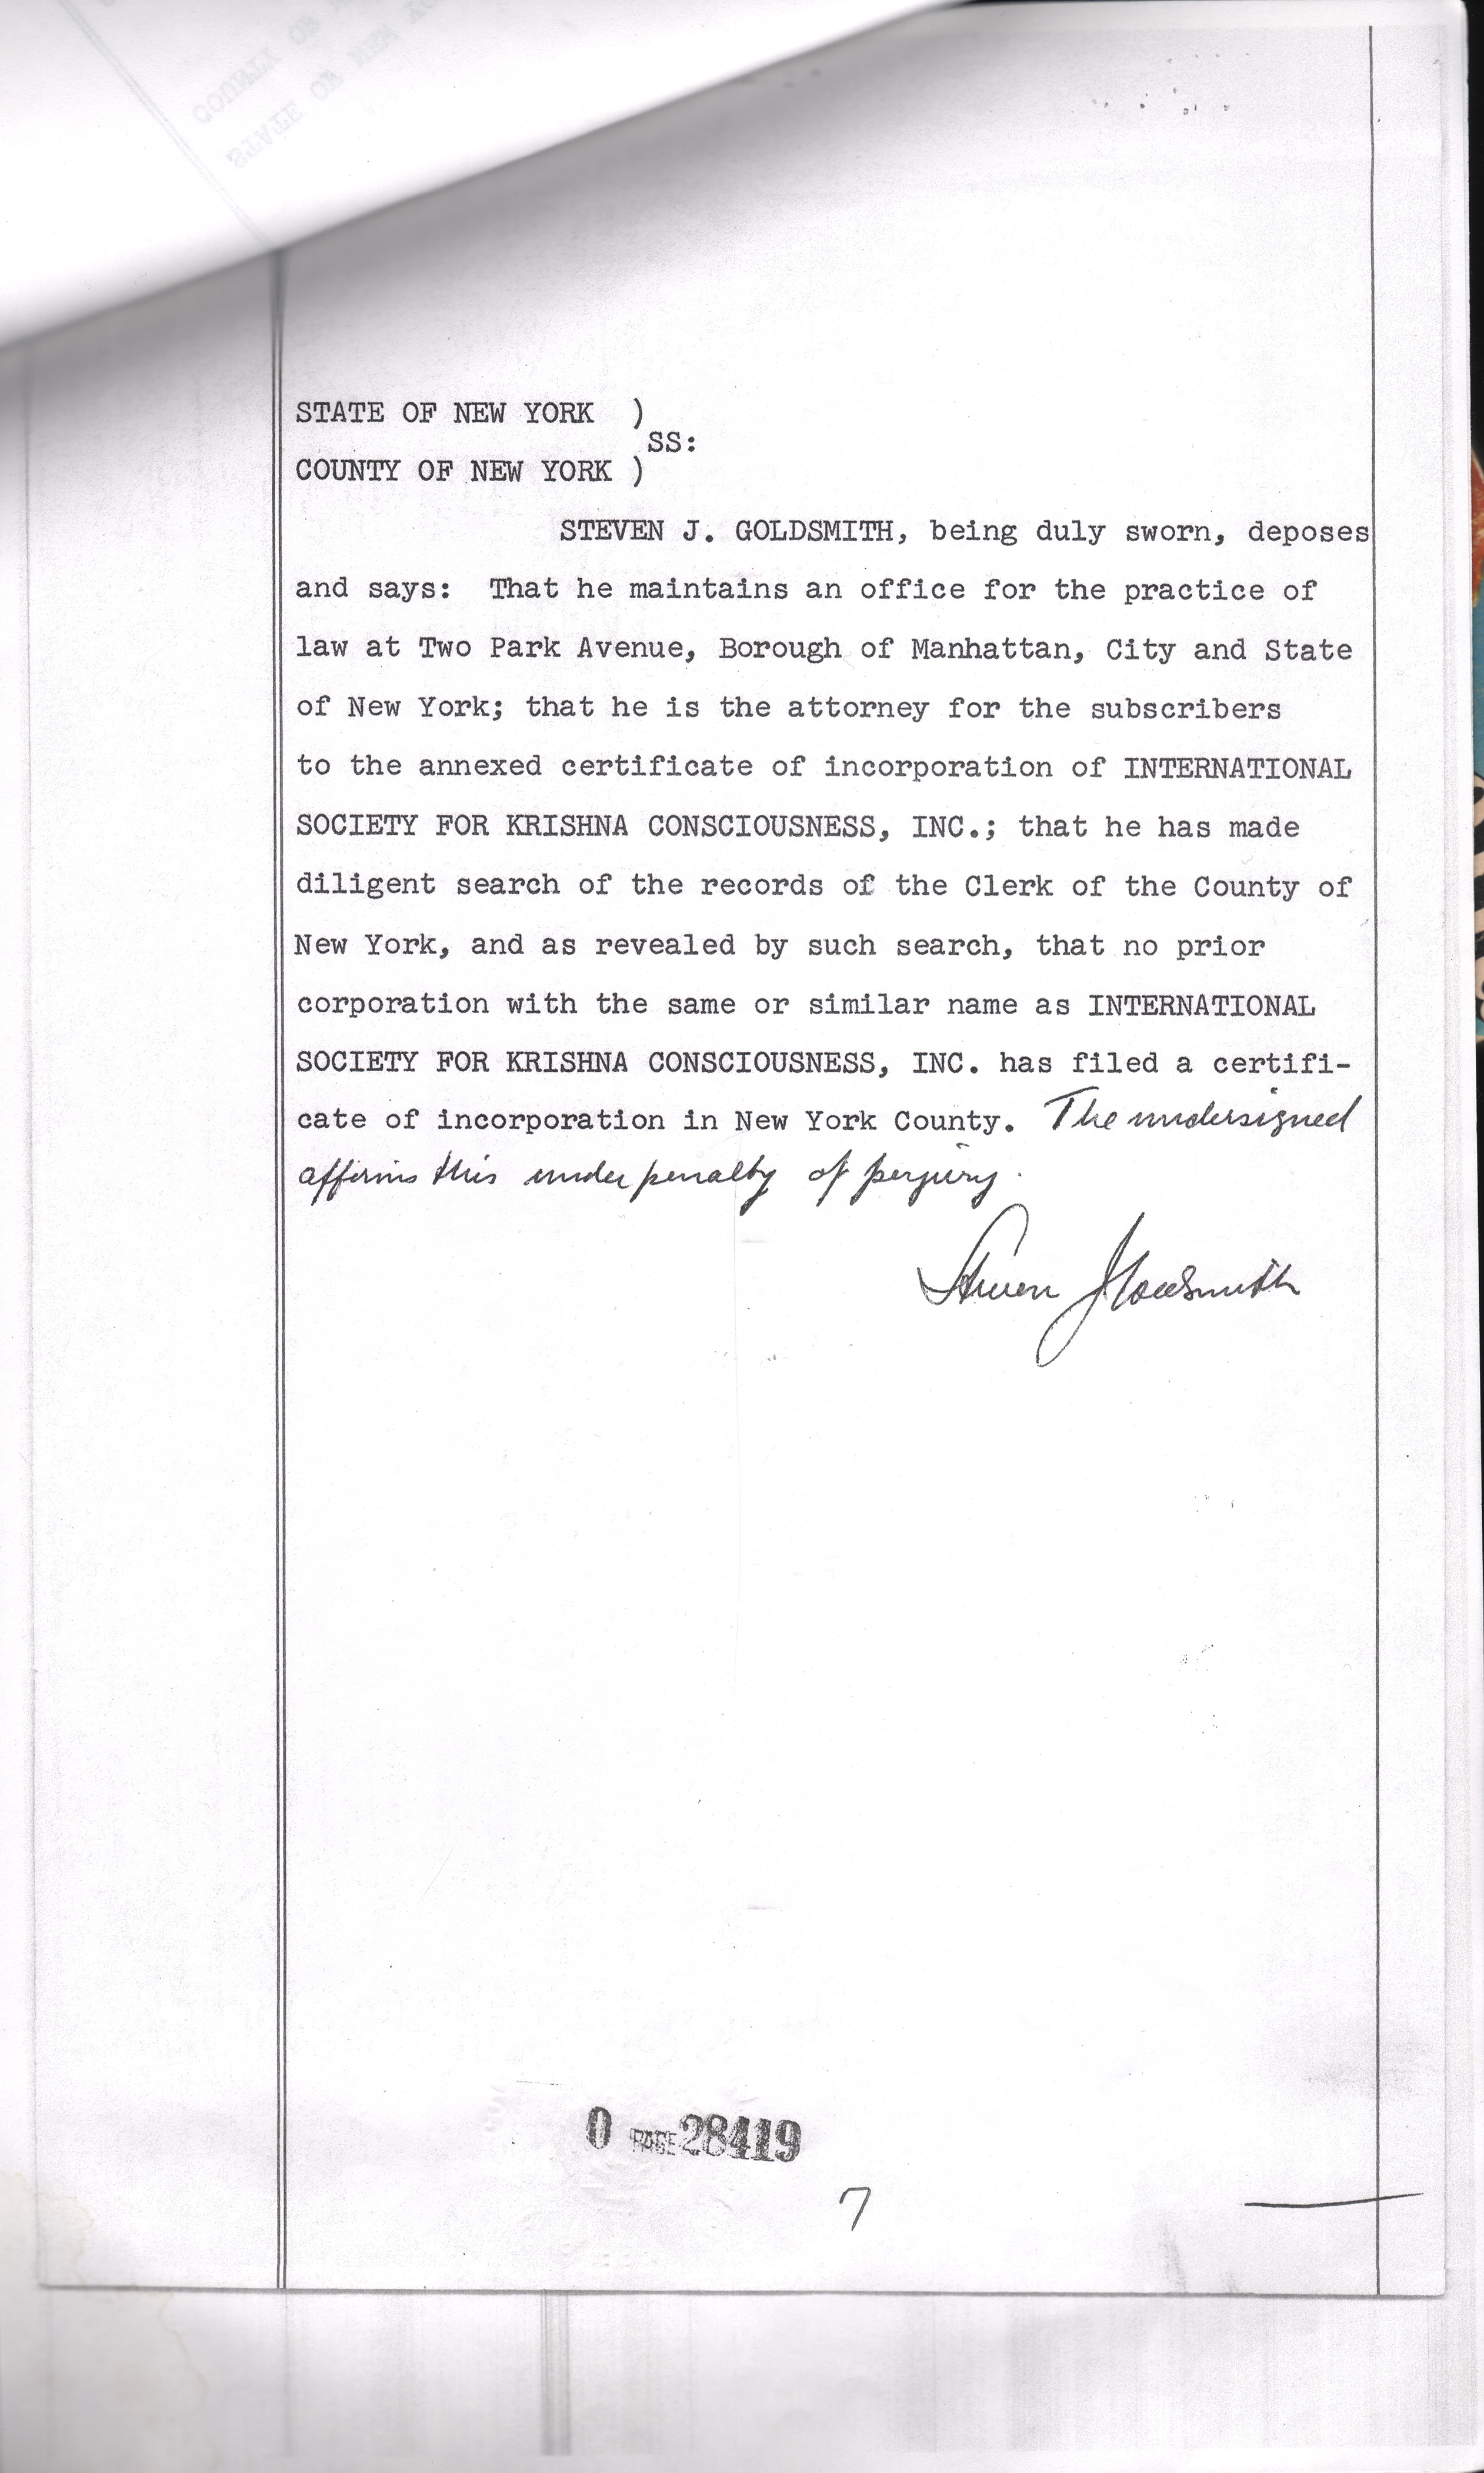 STATE OF NEW YORK )
SS:
COUNTY OF NEW YORK )
STEVEN J. GOLDSMITH, being duly sworn, deposes
and says: That he maintains an office for the practice of
law at Two Park Avenue, Borough of Manhattan, City and State
of New York; that he is the attorney for the subscribers
to the annexed certificate of incorporation of INTERNATIONAL
SOCIETY FOR KRISHNA CONSCIOUSNESS, INC.; that he has made
diligent search of the records of the Clerk of the County of
New York, and as revealed by such search, that no prior
corporation with the same or similar name as INTERNATIONAL
SOCIETY FOR KRISHNA CONSCIOUSNESS, INC. has filed a certifi-
cate of incorporation in New York County. The undersigned
affirms this under penalty of perjury.
Steven J Goldsmith
0 PAGE 28419
7